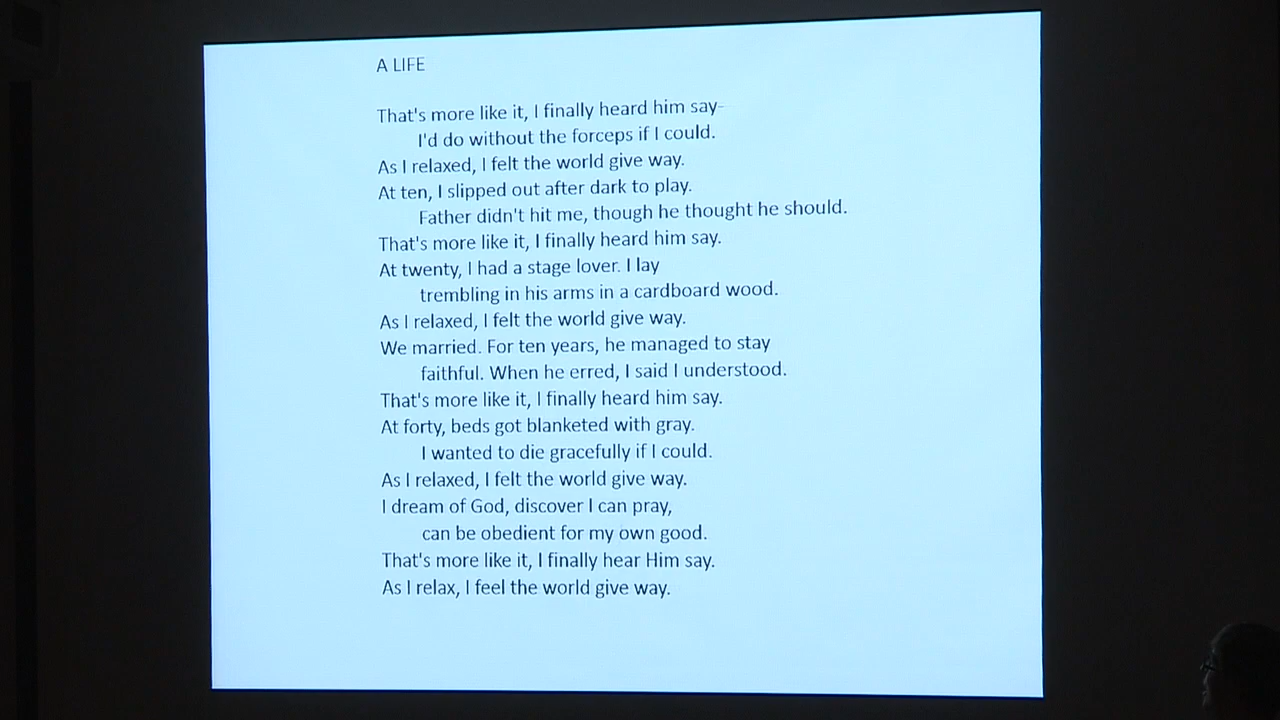 A LIFE
That's more like it, I finally heard him say-
I'd do without the forceps if I could.
As I relaxed, I felt the world give way.
At ten, I slipped out after dark to play.
Father didn't hit me, though he thought he should.
That's more like it, I finally heard him say.
At twenty, I had a stage lover. I lay
trembling in his arms in a cardboard wood.
As I relaxed, I felt the world give way.
We married. For ten years, he managed to stay
faithful. When he erred, I said I understood.
That's more like it, I finally heard him say.
At forty, beds got blanketed with gray.
I wanted to die gracefully if I could.
As I relaxed, I felt the world give way.
I dream of God, discover I can pray,
can be obedient for my own good.
That's more like it, I finally hear Him say.
As I relax, I feel the world give way.